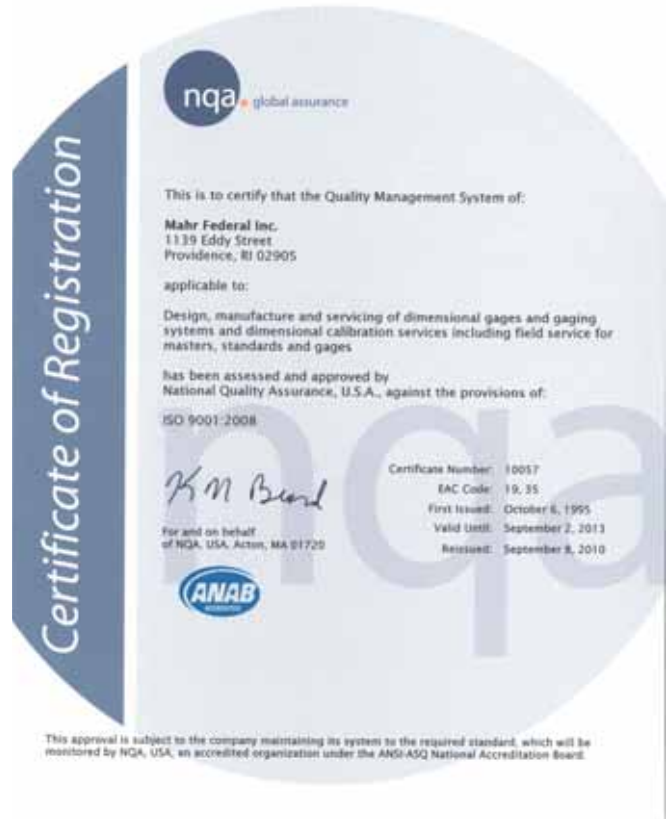 Certificate of Registration
nqa.
global assurance
This is to certify that the Quality Management System of:
Mahr Federal Inc.
1139 Eddy Street
Providence, RI 02905
applicable to:
Design, manufacture and servicing of dimensional gages and gaging
systems and dimensional calibration services including field service for
masters, standards and gages
has been assessed and approved by
National Quality Assurance, U.S.A., against the provisions of:
ISO 9001:2008
nqa
K M Beard
Certificate Number: 10057
EAC Code: 19, 35
First Issued: October 6, 1995
Valid Until: September 2, 2013
Reissued: September 8, 2010
For and on behalf
of NQA, USA, Acton, MA 01720
ANAB
ACCREDITED
This approval is subject to the company maintaining its system to the required standard, which will be
monitored by NQA, USA, an accredited organization under the ANSI-ASQ National Accreditation Board.